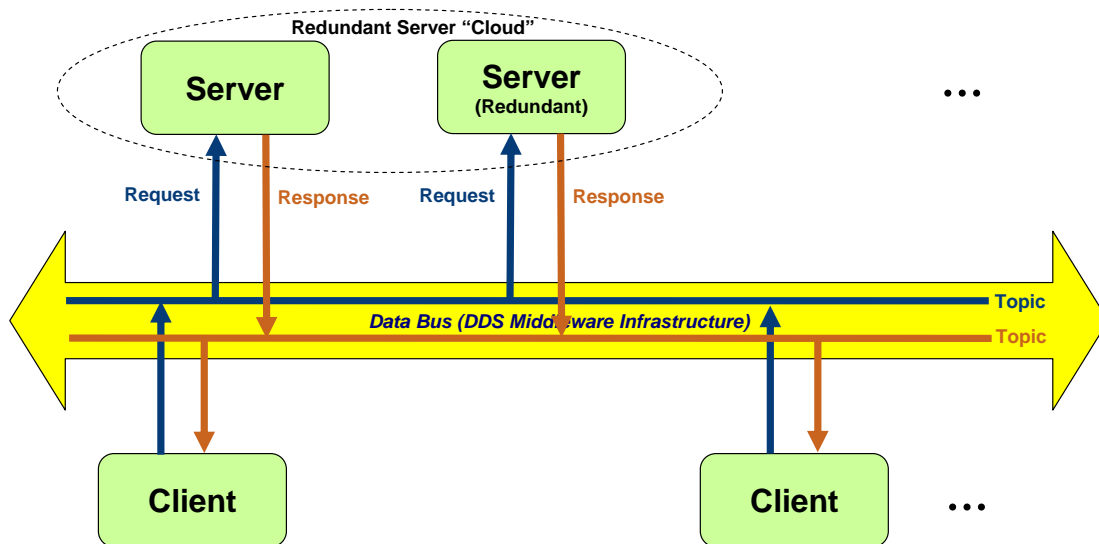 Redundant Server “Cloud”
Server
Server
(Redundant)
...
Request
Response
Request
Response
Topic
Data Bus (DDS Middleware Infrastructure)
Topic
Client
Client
...